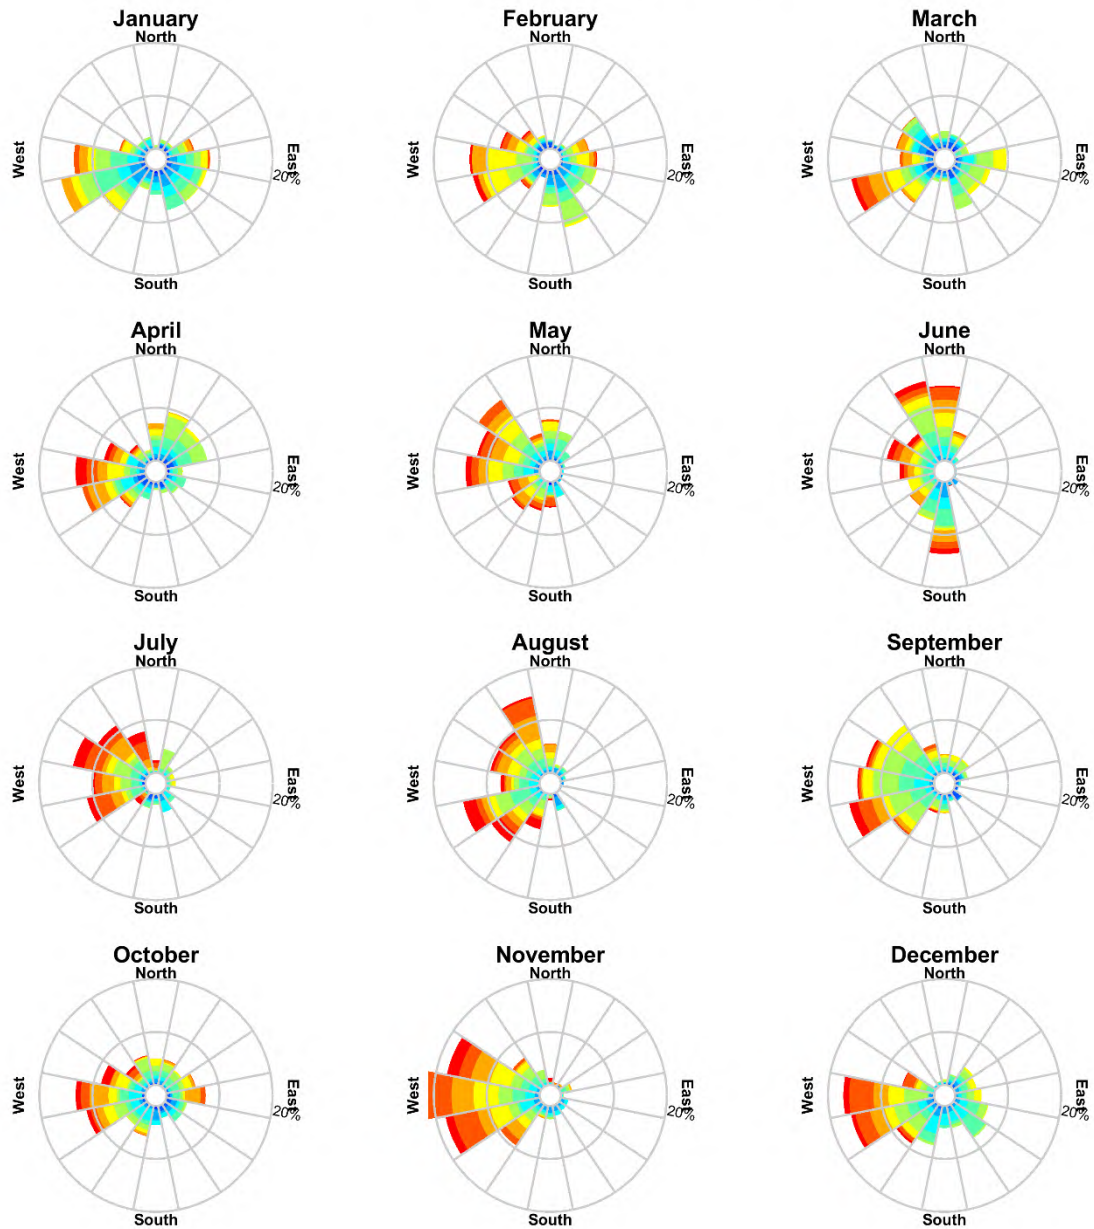 January
North
West
East
20%
South
February
North
West
East
20%
South
March
North
West
East
20%
South
April
North
West
East
20%
South
May
North
West
East
20%
South
June
North
West
East
20%
South
July
North
West
East
20%
South
August
North
West
East
20%
South
September
North
West
East
20%
South
October
North
West
East
20%
South
November
North
West
East
20%
South
December
North
West
East
20%
South